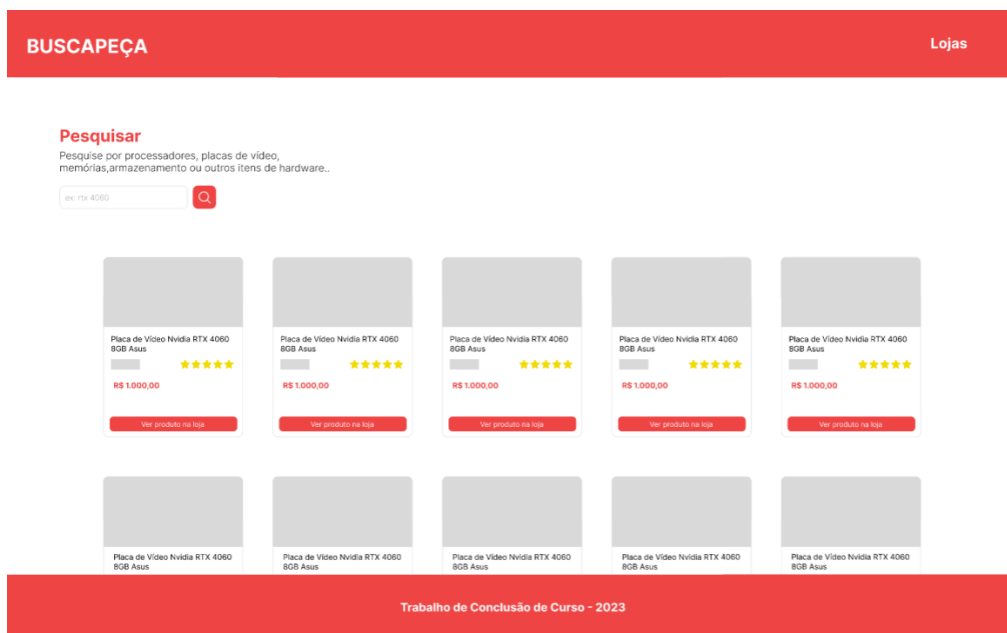 BUSCAPEÇA
Lojas
Pesquisar
Pesquise por processadores, placas de vídeo,
memórias,armazenamento ou outros itens de hardware..
ex: rtx 4060
Placa de Vídeo Nvidia RTX 4060
8GB Asus
R$ 1.000,00
Ver produto na loja
Placa de Vídeo Nvidia RTX 4060
8GB Asus
R$ 1.000,00
Ver produto na loja
Placa de Vídeo Nvidia RTX 4060
8GB Asus
R$ 1.000,00
Ver produto na loja
Placa de Vídeo Nvidia RTX 4060
8GB Asus
R$ 1.000,00
Ver produto na loja
Placa de Vídeo Nvidia RTX 4060
8GB Asus
R$ 1.000,00
Ver produto na loja
Placa de Vídeo Nvidia RTX 4060
8GB Asus
Placa de Vídeo Nvidia RTX 4060
8GB Asus
Placa de Vídeo Nvidia RTX 4060
8GB Asus
Placa de Vídeo Nvidia RTX 4060
8GB Asus
Placa de Vídeo Nvidia RTX 4060
8GB Asus
Trabalho de Conclusão de Curso - 2023